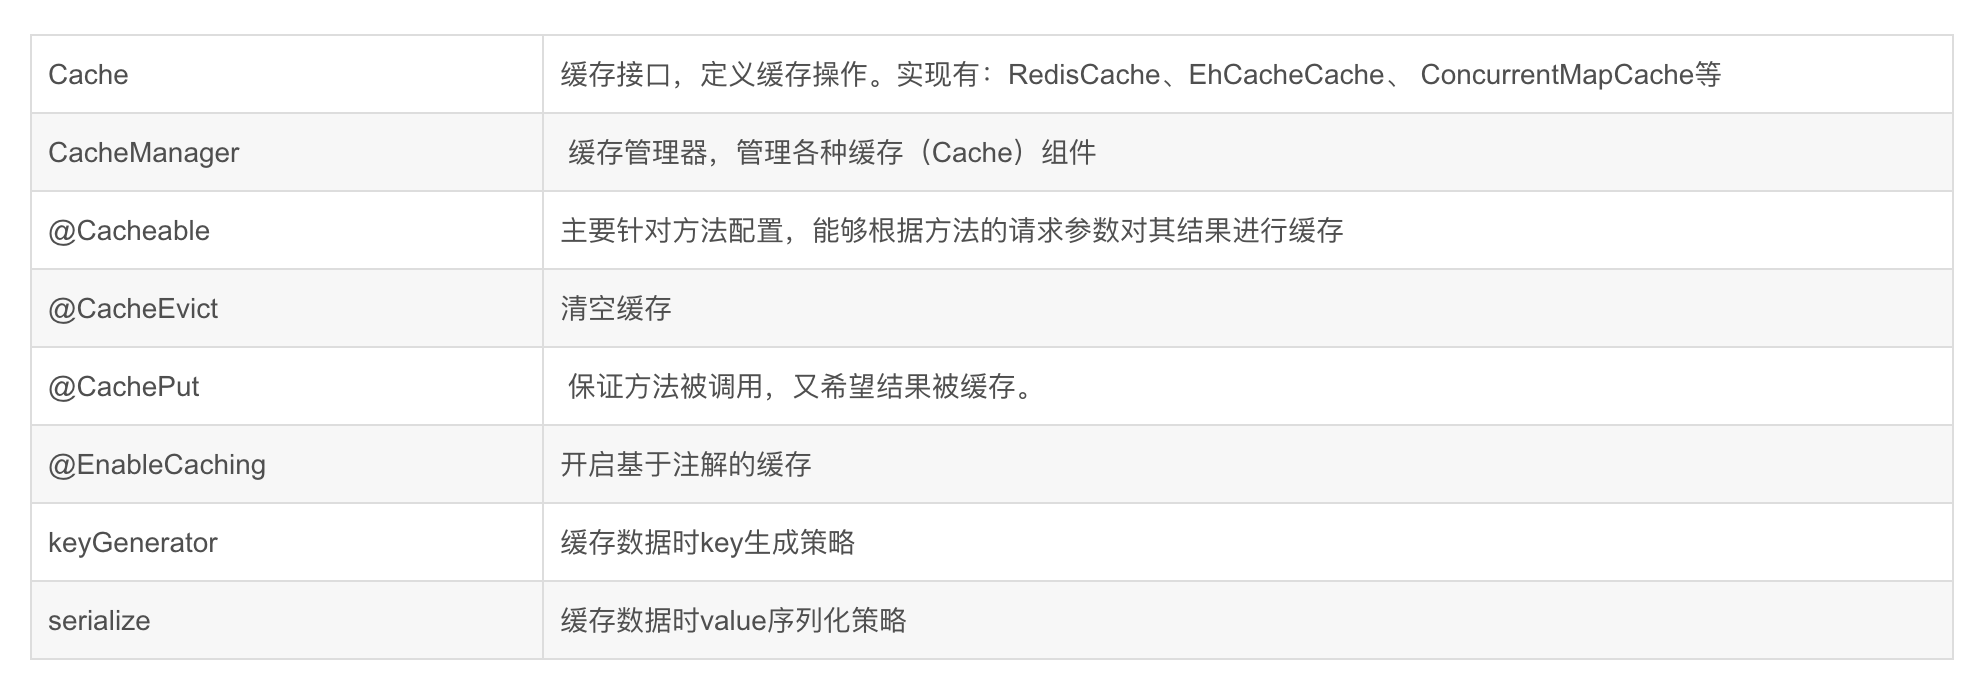 Cache 缓存接口，定义缓存操作。实现有：RedisCache、EhCacheCache、 ConcurrentMapCache等
CacheManager 缓存管理器，管理各种缓存（Cache）组件
@Cacheable 主要针对方法配置，能够根据方法的请求参数对其结果进行缓存
@CacheEvict 清空缓存
@CachePut 保证方法被调用，又希望结果被缓存。
@EnableCaching 开启基于注解的缓存
keyGenerator 缓存数据时key生成策略
serialize 缓存数据时value序列化策略